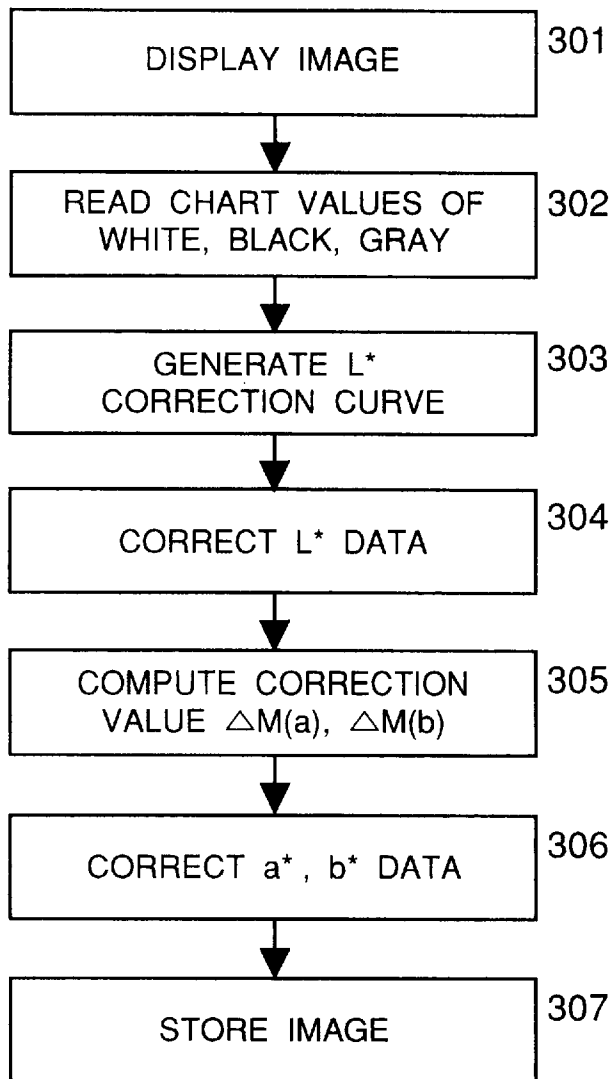 DISPLAY IMAGE
301
READ CHART VALUES OF
WHITE, BLACK, GRAY
302
GENERATE L*
CORRECTION CURVE
303
CORRECT L* DATA
304
COMPUTE CORRECTION
VALUE △M(a), △M(b)
305
CORRECT a*, b* DATA
306
STORE IMAGE
307